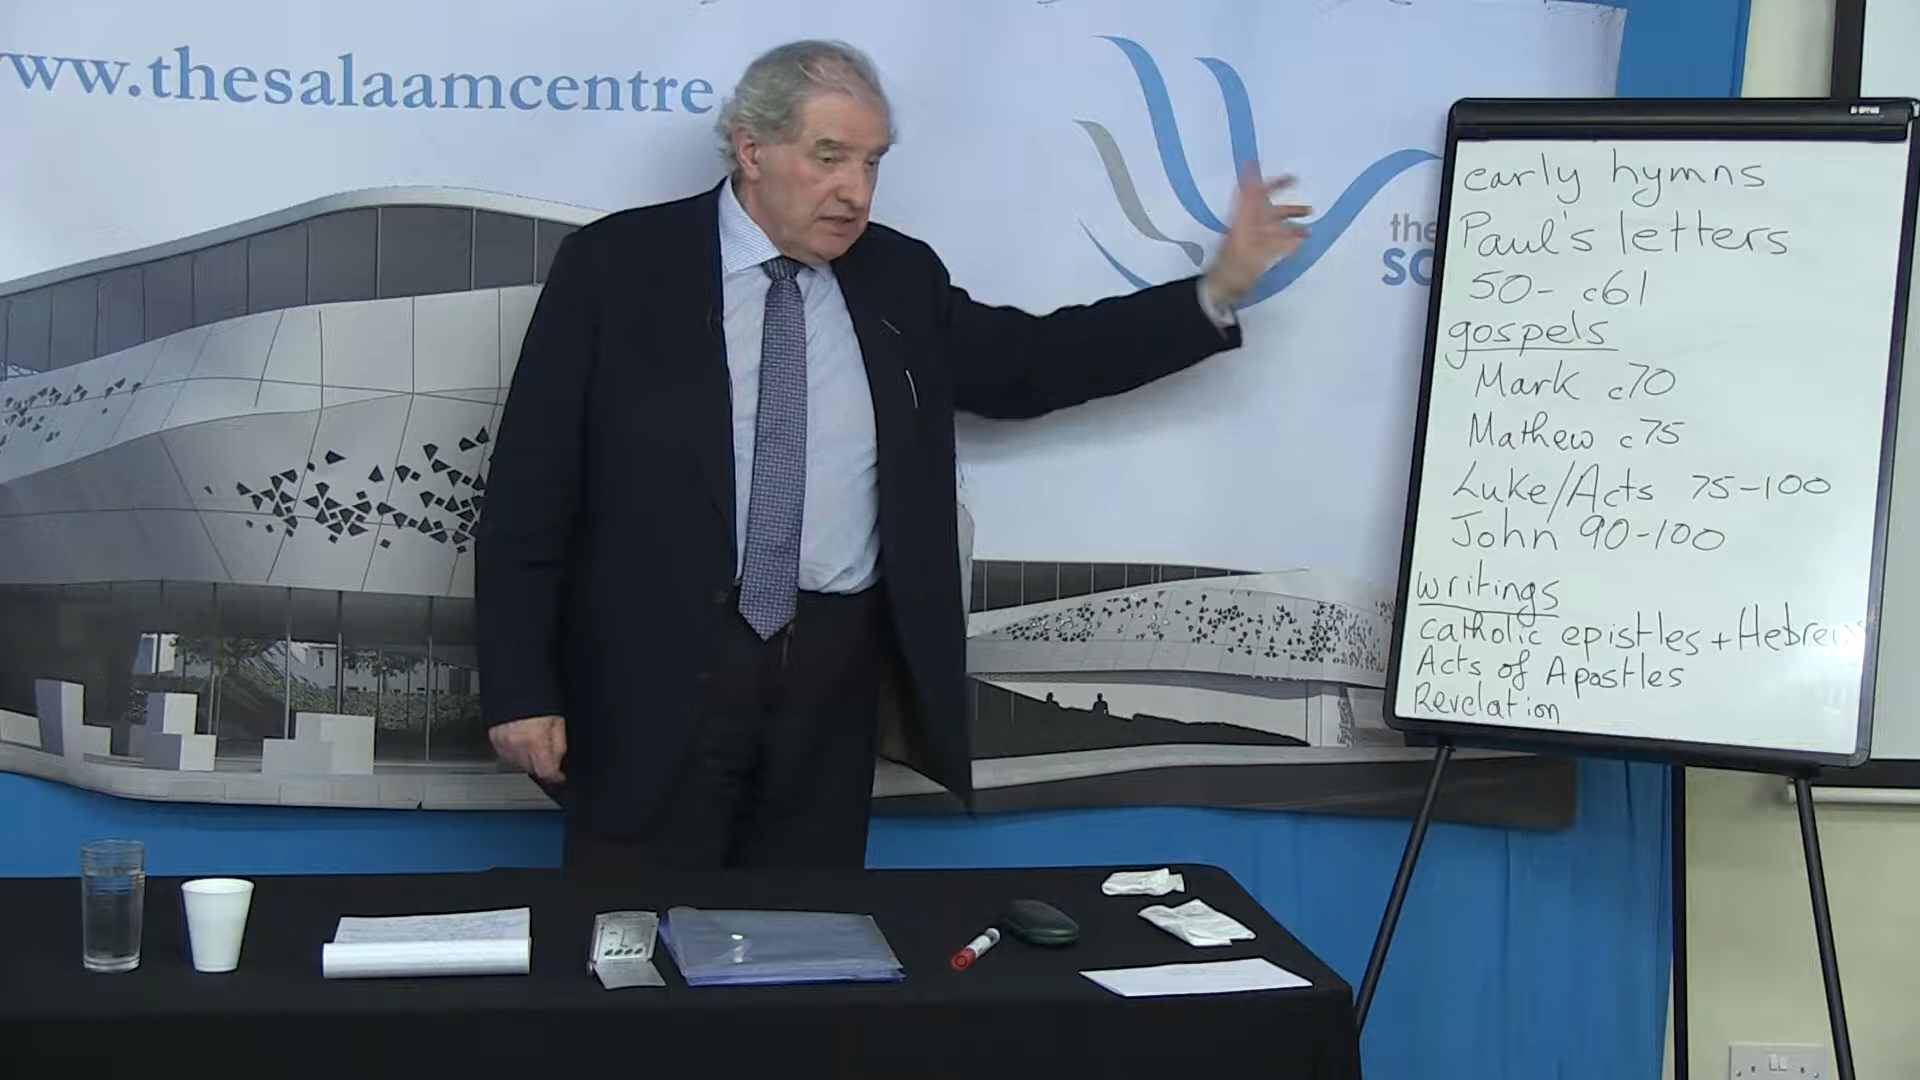 www.thesalaamcentre
the
early hymns
Paul's letters
50- c61
gospels
Mark c70
Mathew c75
Luke/Acts 75-100
John 90-100
writings
catholic epistles + Hebrews
Acts of Apostles
Revelation